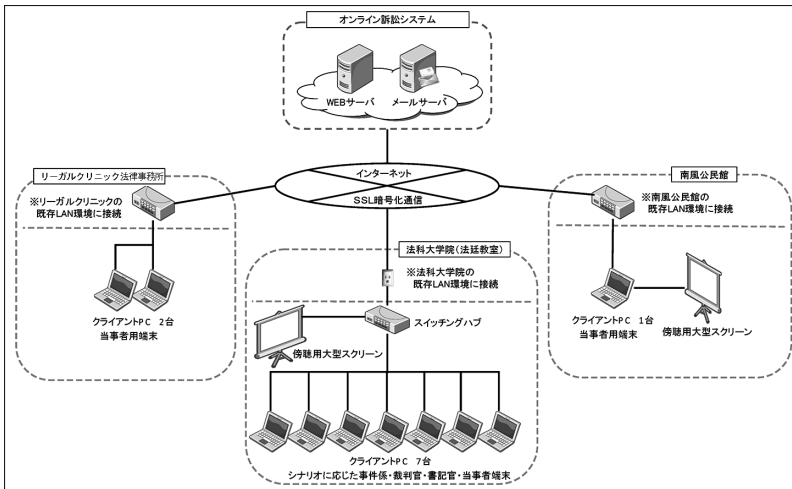 オンライン訴訟システム
WEBサーバ
メールサーバ
インターネット
SSL暗号化通信
リーガルクリニック法律事務所
※リーガルクリニックの
既存LAN環境に接続
クライアントPC 2台
当事者用端末
法科大学院(法廷教室)
※法科大学院の
既存LAN環境に接続
スイッチングハブ
傍聴用大型スクリーン
クライアントPC 7台
シナリオに応じた事件係・裁判官・書記官・当事者端末
南風公民館
※南風公民館の
既存LAN環境に接続
クライアントPC 1台
当事者用端末
傍聴用大型スクリーン